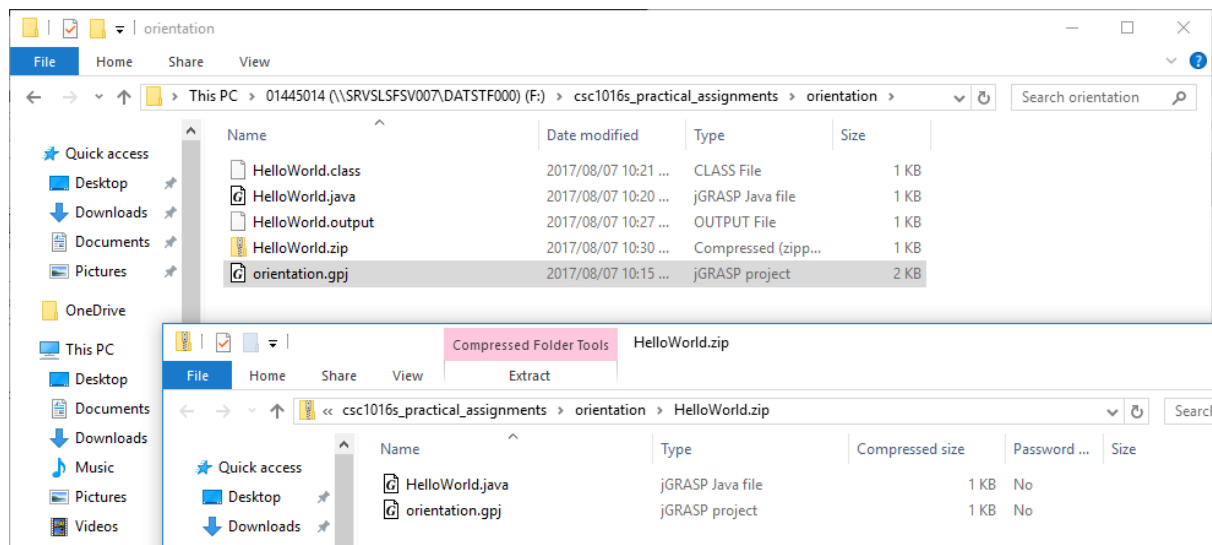 orientation
File Home Share View
This PC > 01445014 (\\SRVSLSFSV007\DATSTF000) (F:) > csc1016s_practical_assignments > orientation > Search orientation
Name Date modified Type Size
Quick access
HelloWorld.class 2017/08/07 10:21 ... CLASS File 1 KB
Desktop
HelloWorld.java 2017/08/07 10:20 ... jGRASP Java file 1 KB
Downloads
HelloWorld.output 2017/08/07 10:27 ... OUTPUT File 1 KB
Documents
HelloWorld.zip 2017/08/07 10:30 ... Compressed (zipp... 1 KB
Pictures
orientation.gpj 2017/08/07 10:15 ... jGRASP project 2 KB
OneDrive
This PC
Desktop
Documents
Downloads
Music
Pictures
Videos
Compressed Folder Tools HelloWorld.zip
File Home Share View Extract
« csc1016s_practical_assignments > orientation > HelloWorld.zip Searc
Name Type Compressed size Password ... Size
Quick access
HelloWorld.java jGRASP Java file 1 KB No
Desktop
orientation.gpj jGRASP project 1 KB No
Downloads